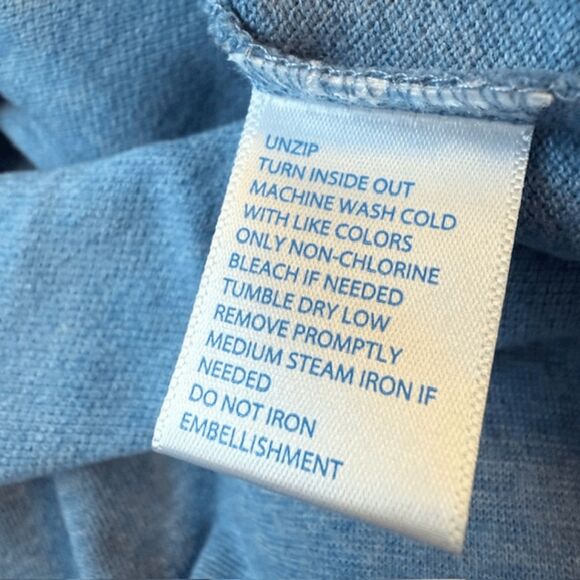 UNZIP
TURN INSIDE OUT
MACHINE WASH COLD
WITH LIKE COLORS
ONLY NON-CHLORINE
BLEACH IF NEEDED
TUMBLE DRY LOW
REMOVE PROMPTLY
MEDIUM STEAM IRON IF
NEEDED
DO NOT IRON
EMBELLISHMENT